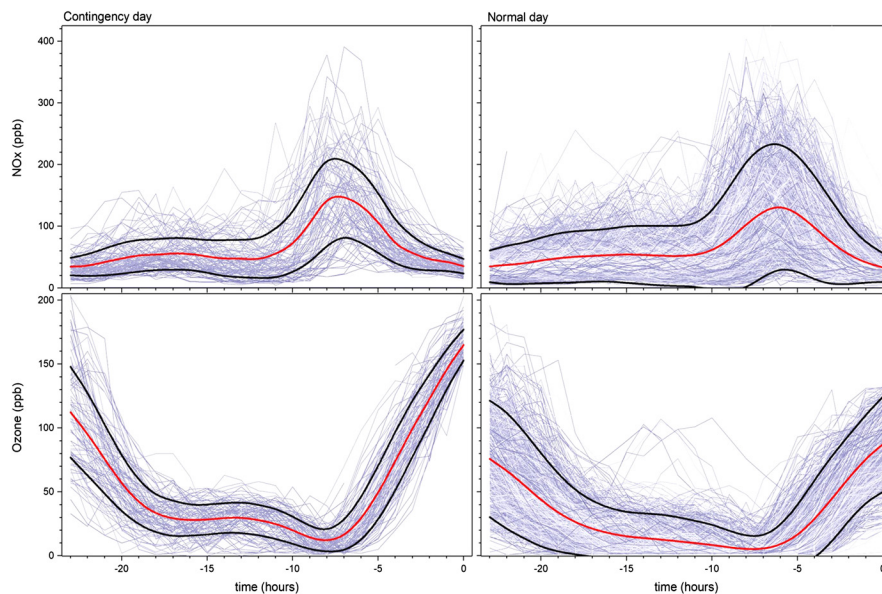 Contingency day
Normal day
NOx (ppb)
400
300
200
100
0
Ozone (ppb)
200
150
100
50
0
-20 -15 -10 -5 0
-20 -15 -10 -5 0
time (hours)
time (hours)